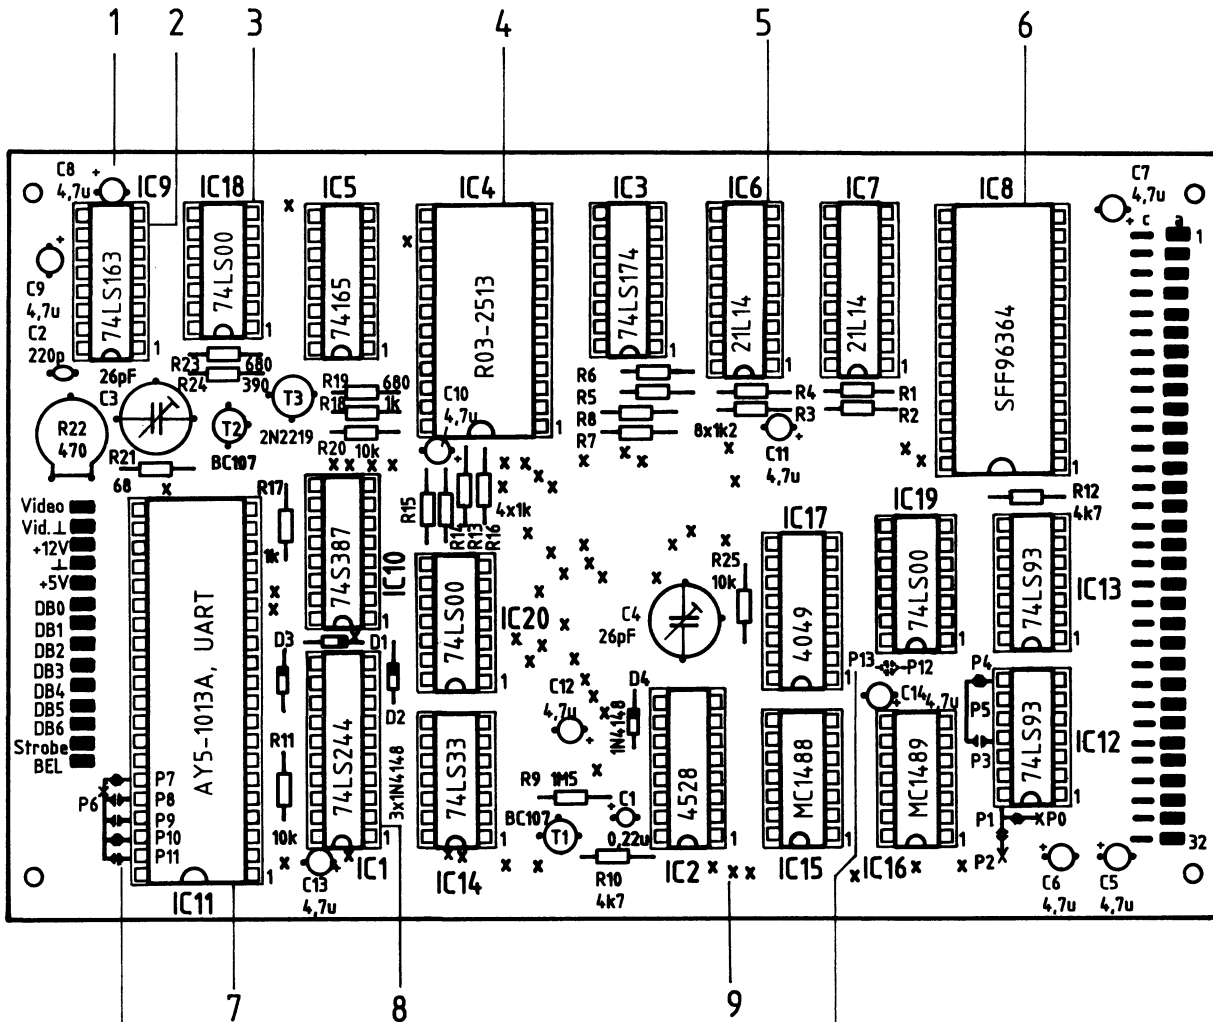 1 2 3 4 5 6
C8 + 4,7u
IC9
IC18
IC5
IC4
IC3
IC6
IC7
IC8
C7
4,7u
+
c a
1
32
74LS163
74LS00
74165
R03-2513
74LS174
21L14
21L14
SFF96364
C9
4,7u
C2
220p
26pF
C3
R23 680
R24 390
R22
470
R21
68
T2
BC107
T3
2N2219
R19 680
R18 1k
R20 10k
C10
4,7u
R6
R5
R8
R7
R4
R3
8x1k2
C11
4,7u
R1
R2
R12
4k7
Video
Vid.⊥
+12V
⊥
+5V
DB0
DB1
DB2
DB3
DB4
DB5
DB6
Strobe
BEL
P6
P7
P8
P9
P10
P11
AY5-1013A, UART
IC11
R17
1k
74S387
IC10
R15
R14
R13
R16
4x1k
D3
D1
D2
3x1N4148
R11
10k
74LS244
IC1
C13
4,7u
74LS00
IC20
74LS33
IC14
C12
4,7u
R9 1M5
BC107
T1
C1
0,22u
R10
4k7
D4
1N4148
C4
26pF
R25
10k
4528
IC2
IC17
4049
MC1488
IC15
IC19
74LS00
P13
P12
C14
4,7u
MC1489
IC16
74LS93
IC13
P4
P5
P3
74LS93
IC12
P1
P0
P2
C6
4,7u
C5
4,7u
7 8 9